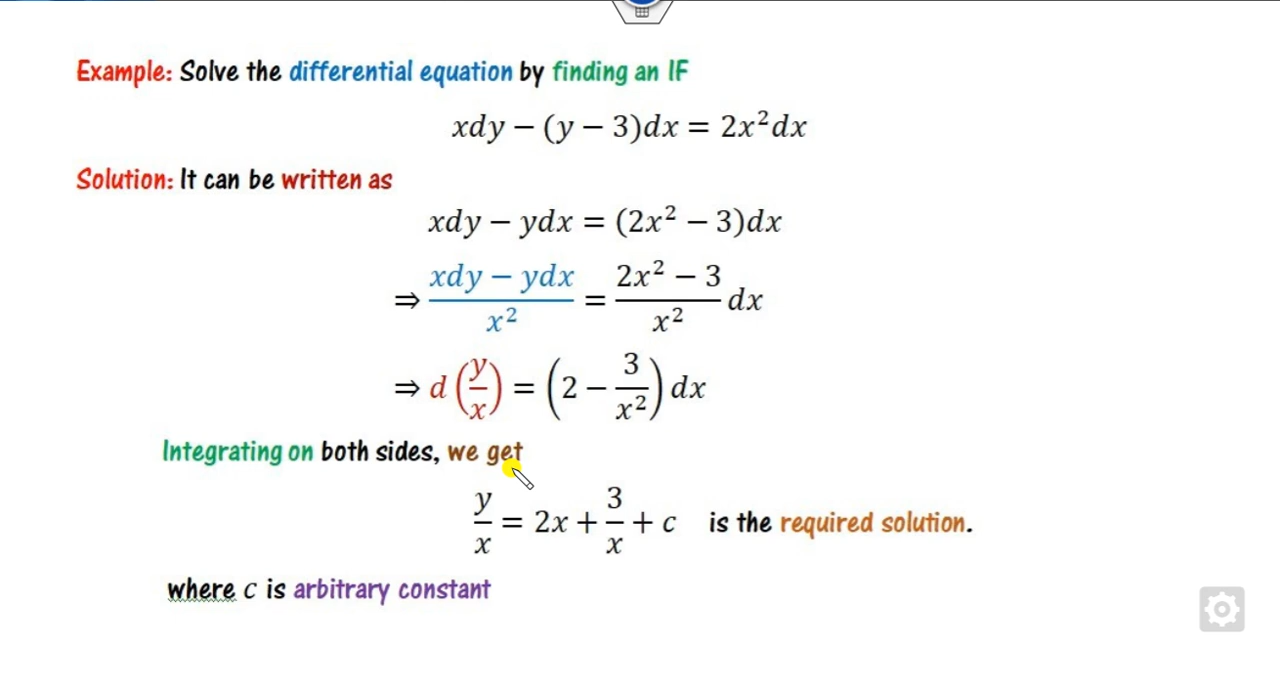 Example: Solve the differential equation by finding an IF
xdy − (y − 3)dx = 2x²dx
Solution: It can be written as
xdy − ydx = (2x² − 3)dx
⇒ (xdy − ydx)/x² = (2x² − 3)/x² dx
⇒ d(y/x) = (2 − 3/x²) dx
Integrating on both sides, we get
y/x = 2x + 3/x + c is the required solution.
where c is arbitrary constant